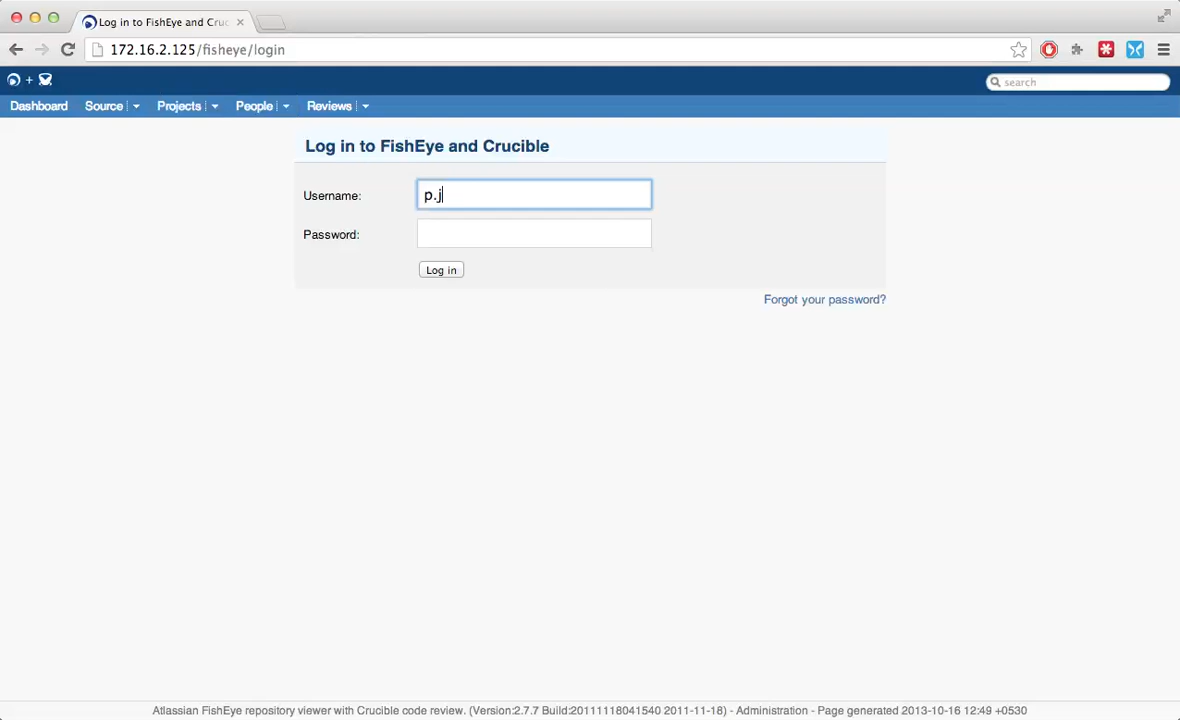 Log in to FishEye and Cruc
172.16.2.125/fisheye/login
+
search
Dashboard Source Projects People Reviews
Log in to FishEye and Crucible
Username: p.j
Password:
Log in
Forgot your password?
Atlassian FishEye repository viewer with Crucible code review. (Version:2.7.7 Build:20111118041540 2011-11-18) - Administration - Page generated 2013-10-16 12:49 +0530